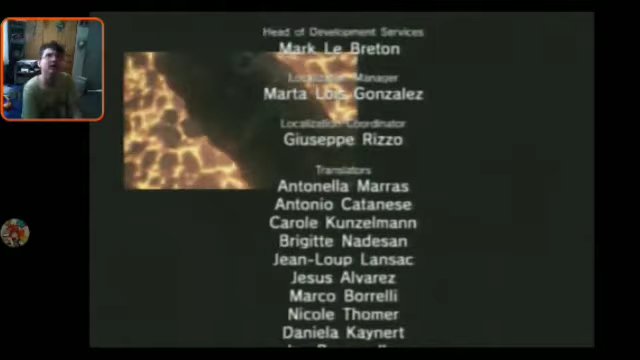 Head of Development Services
Mark Le Breton
Localization Manager
Marta Lois Gonzalez
Localization Coordinator
Giuseppe Rizzo
Translators
Antonella Marras
Antonio Catanese
Carole Kunzelmann
Brigitte Nadesan
Jean-Loup Lansac
Jesus Alvarez
Marco Borrelli
Nicole Thomer
Daniela Kaynert